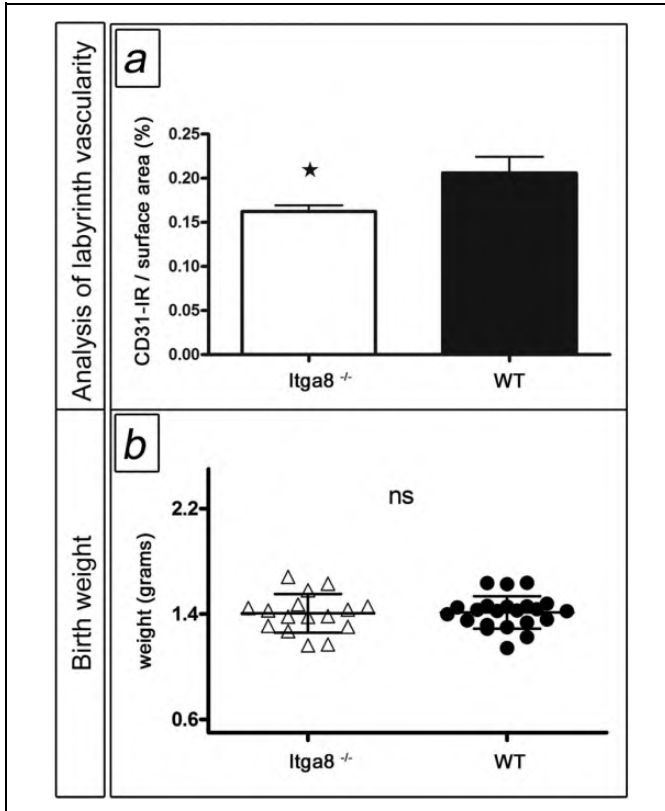 Analysis of labyrinth vascularity
a
CD31-IR / surface area (%)
0.25
0.20
0.15
0.10
0.05
0.00
★
Itga8 -/-
WT
Birth weight
b
weight (grams)
2.2
1.4
0.6
ns
Itga8 -/-
WT